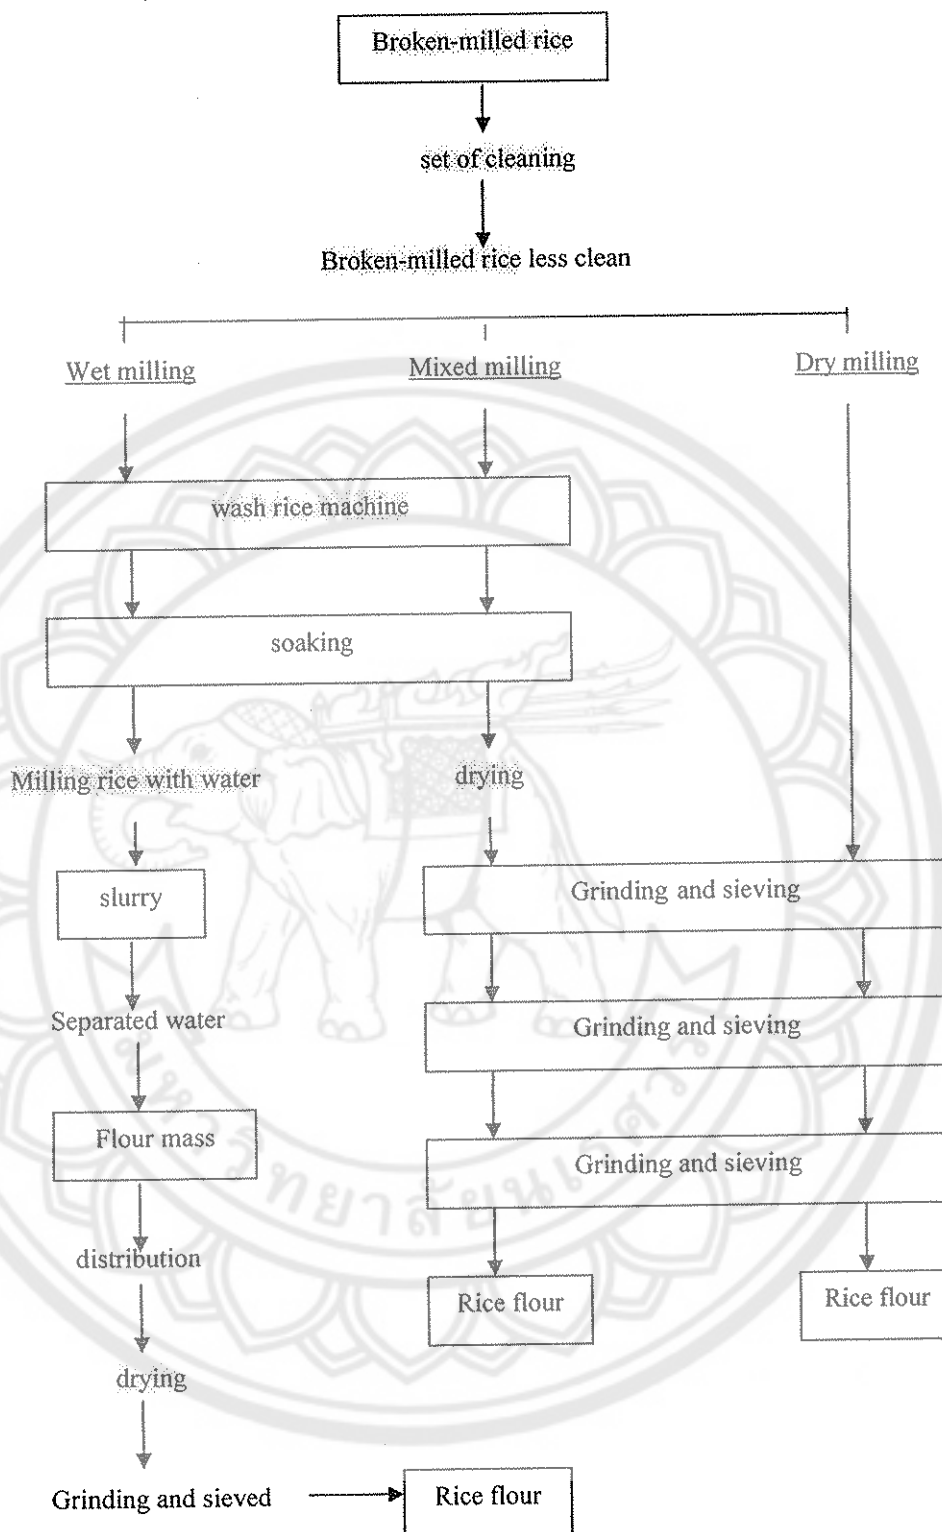 Broken-milled rice
set of cleaning
Broken-milled rice less clean
Wet milling
Mixed milling
Dry milling
wash rice machine
soaking
Milling rice with water
drying
slurry
Grinding and sieving
Separated water
Grinding and sieving
Flour mass
Grinding and sieving
distribution
Rice flour
Rice flour
drying
Grinding and sieved
Rice flour